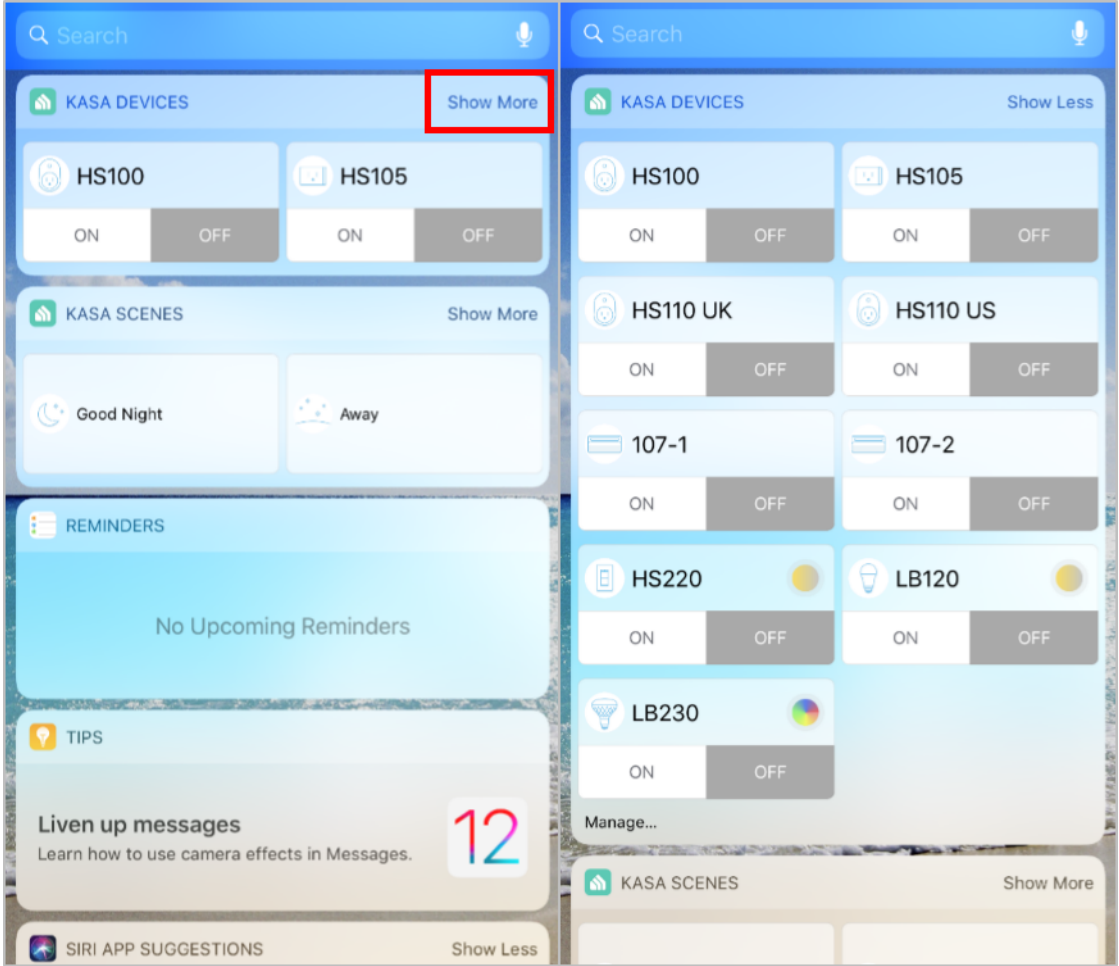 Search
KASA DEVICES Show More
HS100 HS105
ON OFF ON OFF
KASA SCENES Show More
Good Night Away
REMINDERS
No Upcoming Reminders
TIPS
Liven up messages
Learn how to use camera effects in Messages.
12
SIRI APP SUGGESTIONS Show Less
Search
KASA DEVICES Show Less
HS100 HS105
ON OFF ON OFF
HS110 UK HS110 US
ON OFF ON OFF
107-1 107-2
ON OFF ON OFF
HS220 LB120
ON OFF ON OFF
LB230
ON OFF
Manage...
KASA SCENES Show More